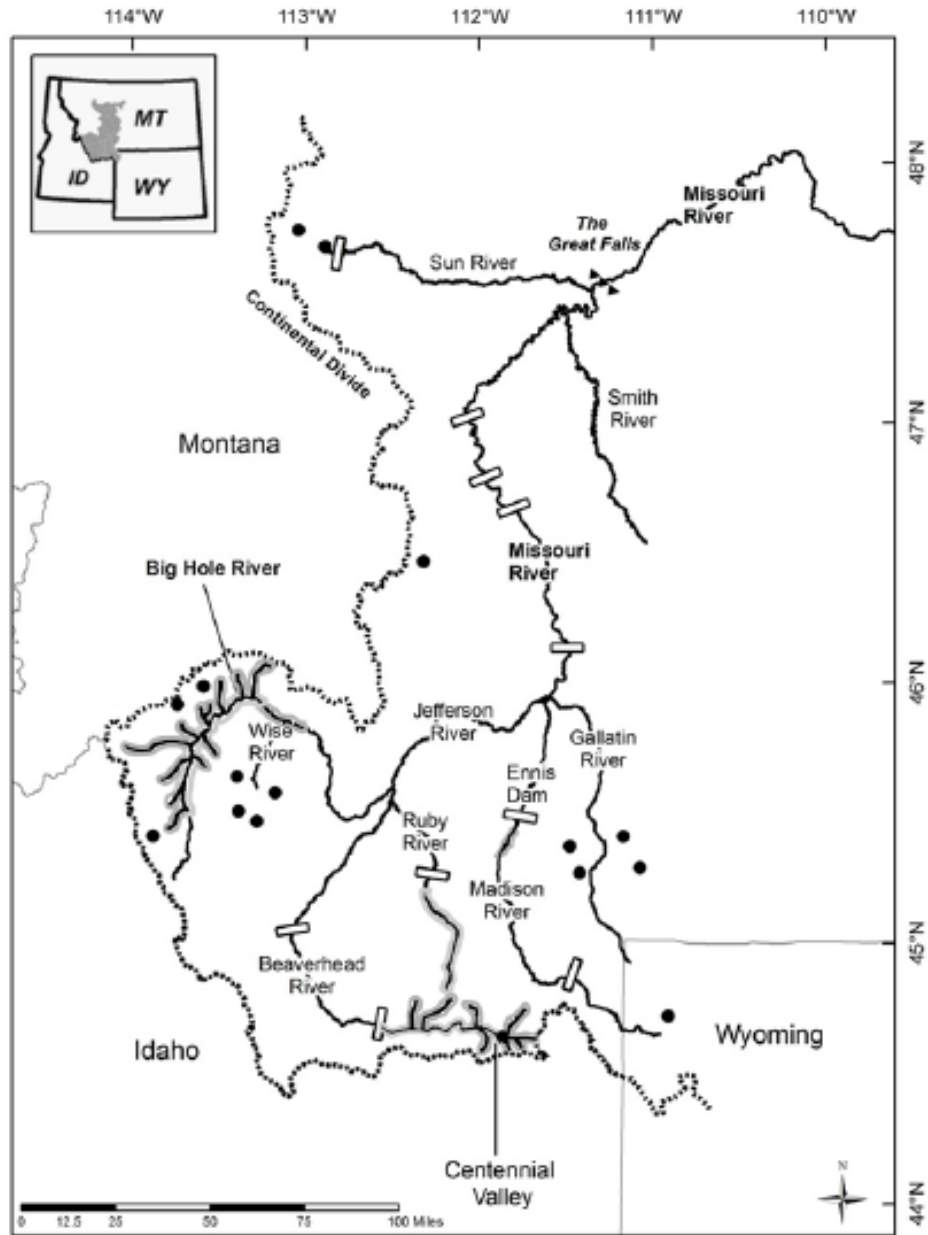 114°W 113°W 112°W 111°W 110°W
MT
ID
WY
48°N
Missouri
River
The
Great Falls
Sun River
Continental Divide
Smith
River
47°N
Montana
Missouri
River
Big Hole River
46°N
Jefferson
River
Wise
River
Gallatin
River
Ennis
Dam
Ruby
River
Madison
River
45°N
Beaverhead
River
Idaho
Wyoming
Centennial
Valley
N
44°N
0 12.5 25 50 75 100 Miles